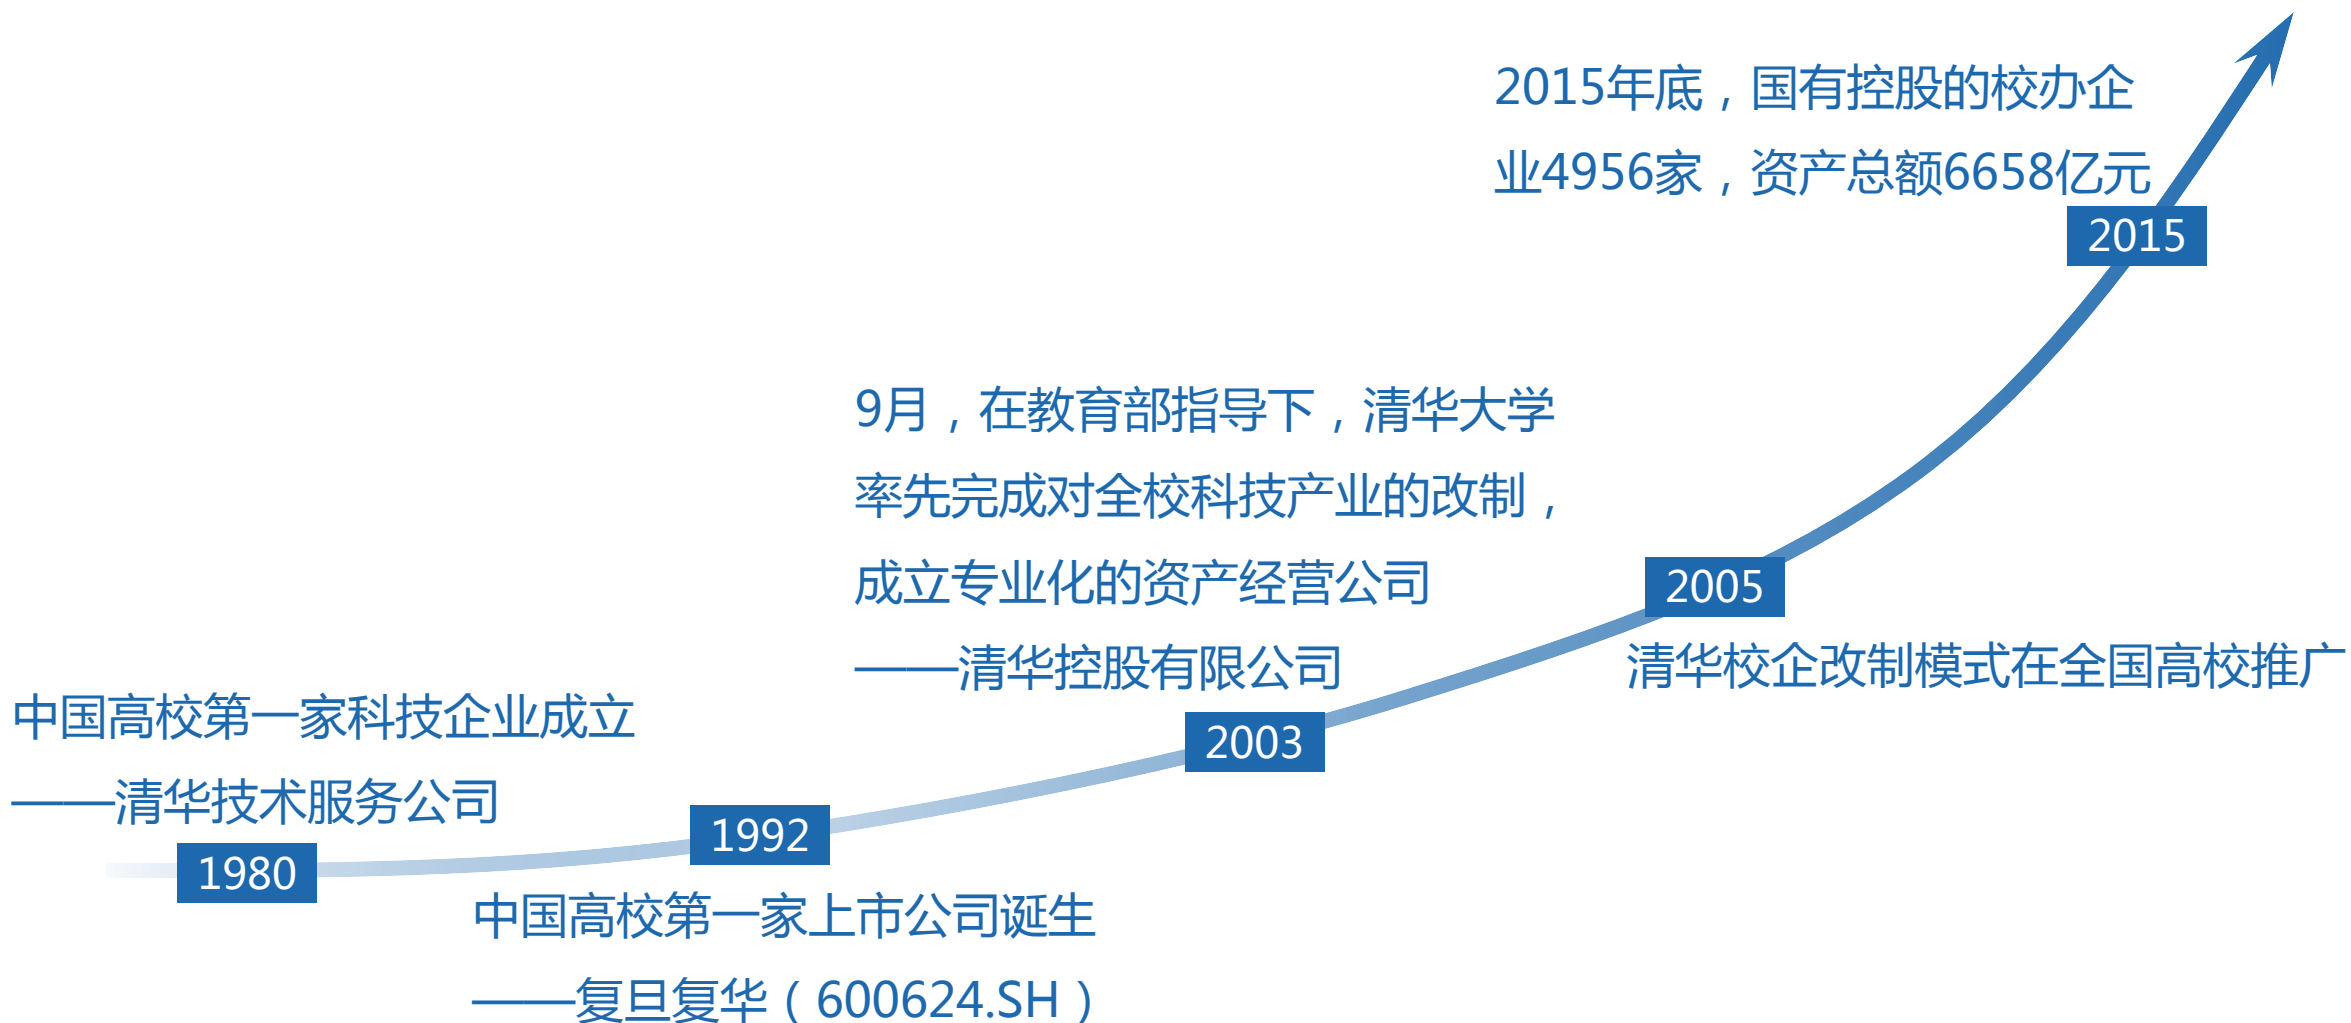 2015年底，国有控股的校办企
业4956家，资产总额6658亿元
2015
9月，在教育部指导下，清华大学
率先完成对全校科技产业的改制，
成立专业化的资产经营公司
——清华控股有限公司
2003
2005
清华校企改制模式在全国高校推广
中国高校第一家科技企业成立
——清华技术服务公司
1980
1992
中国高校第一家上市公司诞生
——复旦复华（600624.SH）